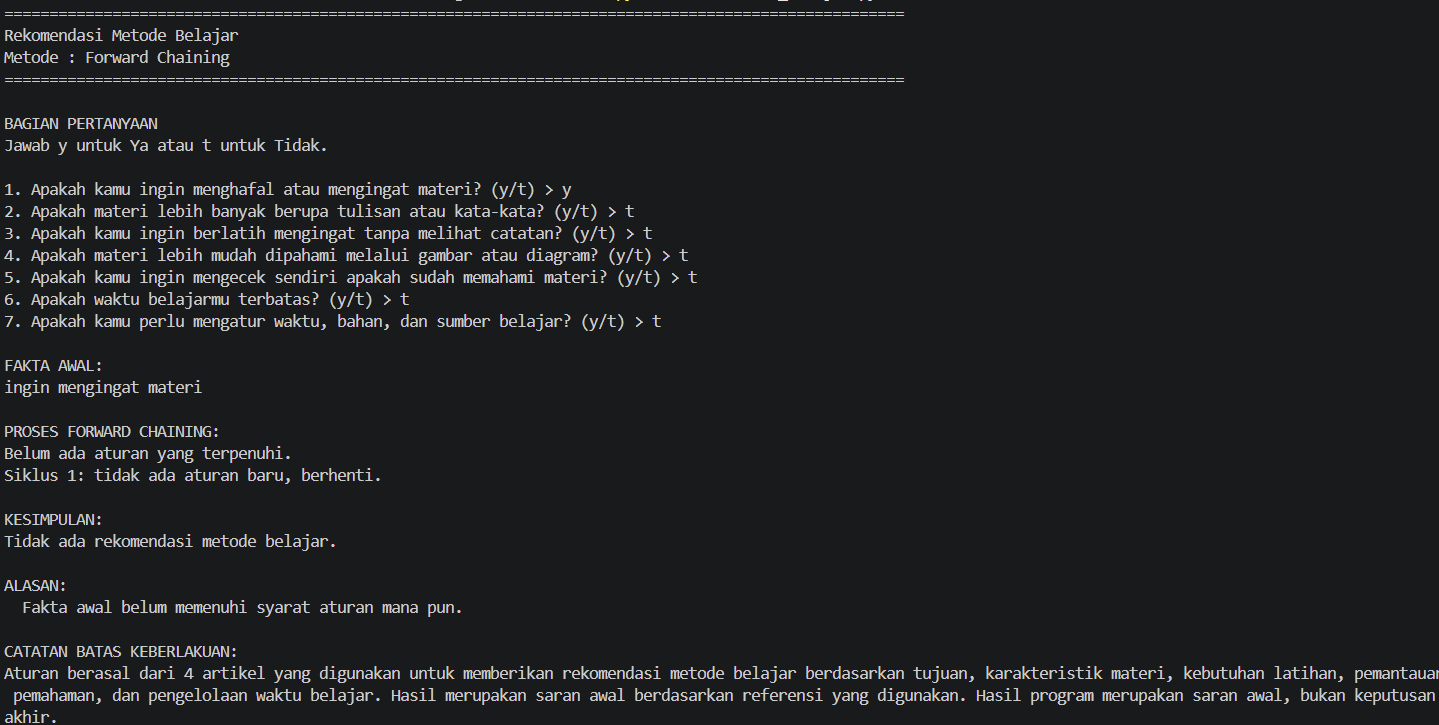 ====================================================================================================
Rekomendasi Metode Belajar
Metode : Forward Chaining
====================================================================================================
BAGIAN PERTANYAAN
Jawab y untuk Ya atau t untuk Tidak.
1. Apakah kamu ingin menghafal atau mengingat materi? (y/t) > y
2. Apakah materi lebih banyak berupa tulisan atau kata-kata? (y/t) > t
3. Apakah kamu ingin berlatih mengingat tanpa melihat catatan? (y/t) > t
4. Apakah materi lebih mudah dipahami melalui gambar atau diagram? (y/t) > t
5. Apakah kamu ingin mengecek sendiri apakah sudah memahami materi? (y/t) > t
6. Apakah waktu belajarmu terbatas? (y/t) > t
7. Apakah kamu perlu mengatur waktu, bahan, dan sumber belajar? (y/t) > t
FAKTA AWAL:
ingin mengingat materi
PROSES FORWARD CHAINING:
Belum ada aturan yang terpenuhi.
Siklus 1: tidak ada aturan baru, berhenti.
KESIMPULAN:
Tidak ada rekomendasi metode belajar.
ALASAN:
Fakta awal belum memenuhi syarat aturan mana pun.
CATATAN BATAS KEBERLAKUAN:
Aturan berasal dari 4 artikel yang digunakan untuk memberikan rekomendasi metode belajar berdasarkan tujuan, karakteristik materi, kebutuhan latihan, pemantauan
pemahaman, dan pengelolaan waktu belajar. Hasil merupakan saran awal berdasarkan referensi yang digunakan. Hasil program merupakan saran awal, bukan keputusan
akhir.